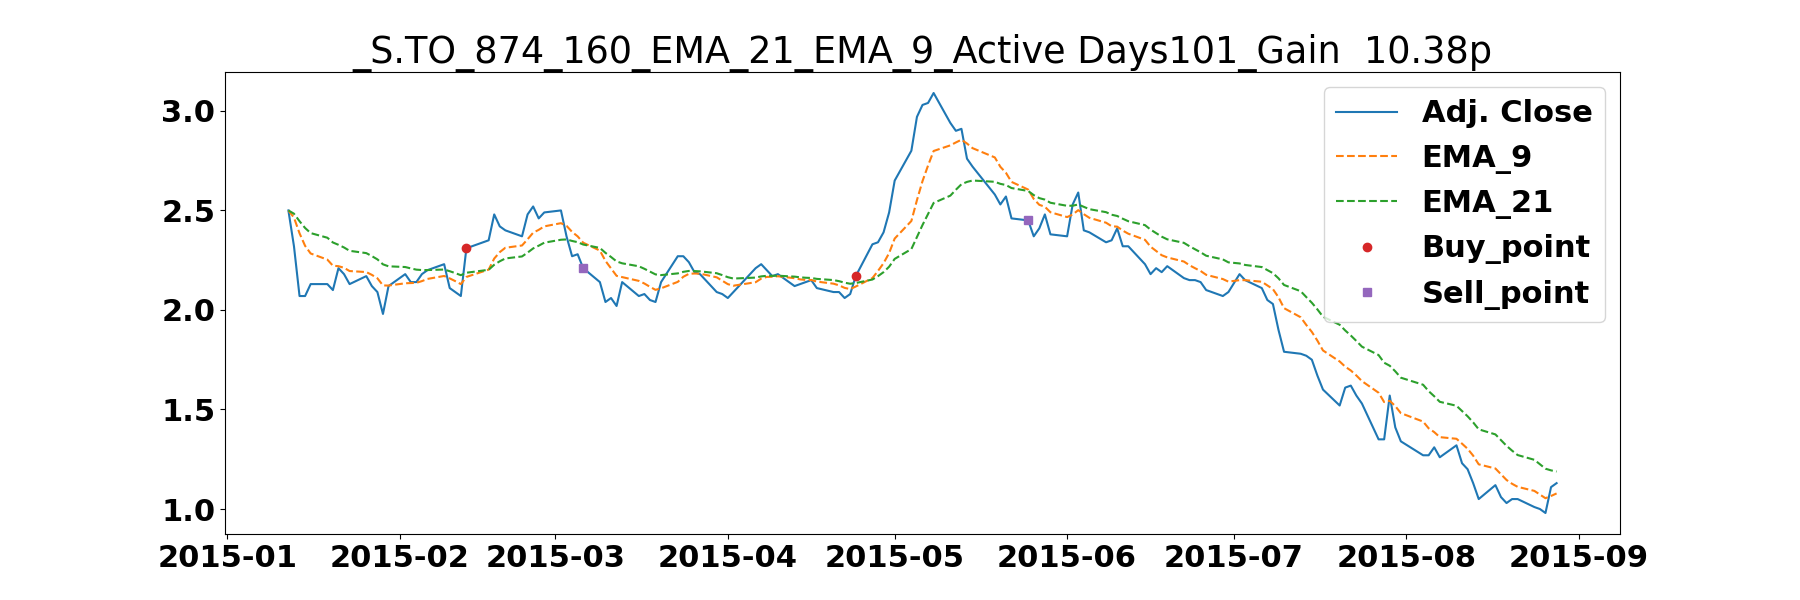 _S.TO_874_160_EMA_21_EMA_9_Active Days101_Gain  10.38p
3.0
2.5
2.0
1.5
1.0
Adj. Close
EMA_9
EMA_21
Buy_point
Sell_point
2015-01 2015-02 2015-03 2015-04 2015-05 2015-06 2015-07 2015-08 2015-09